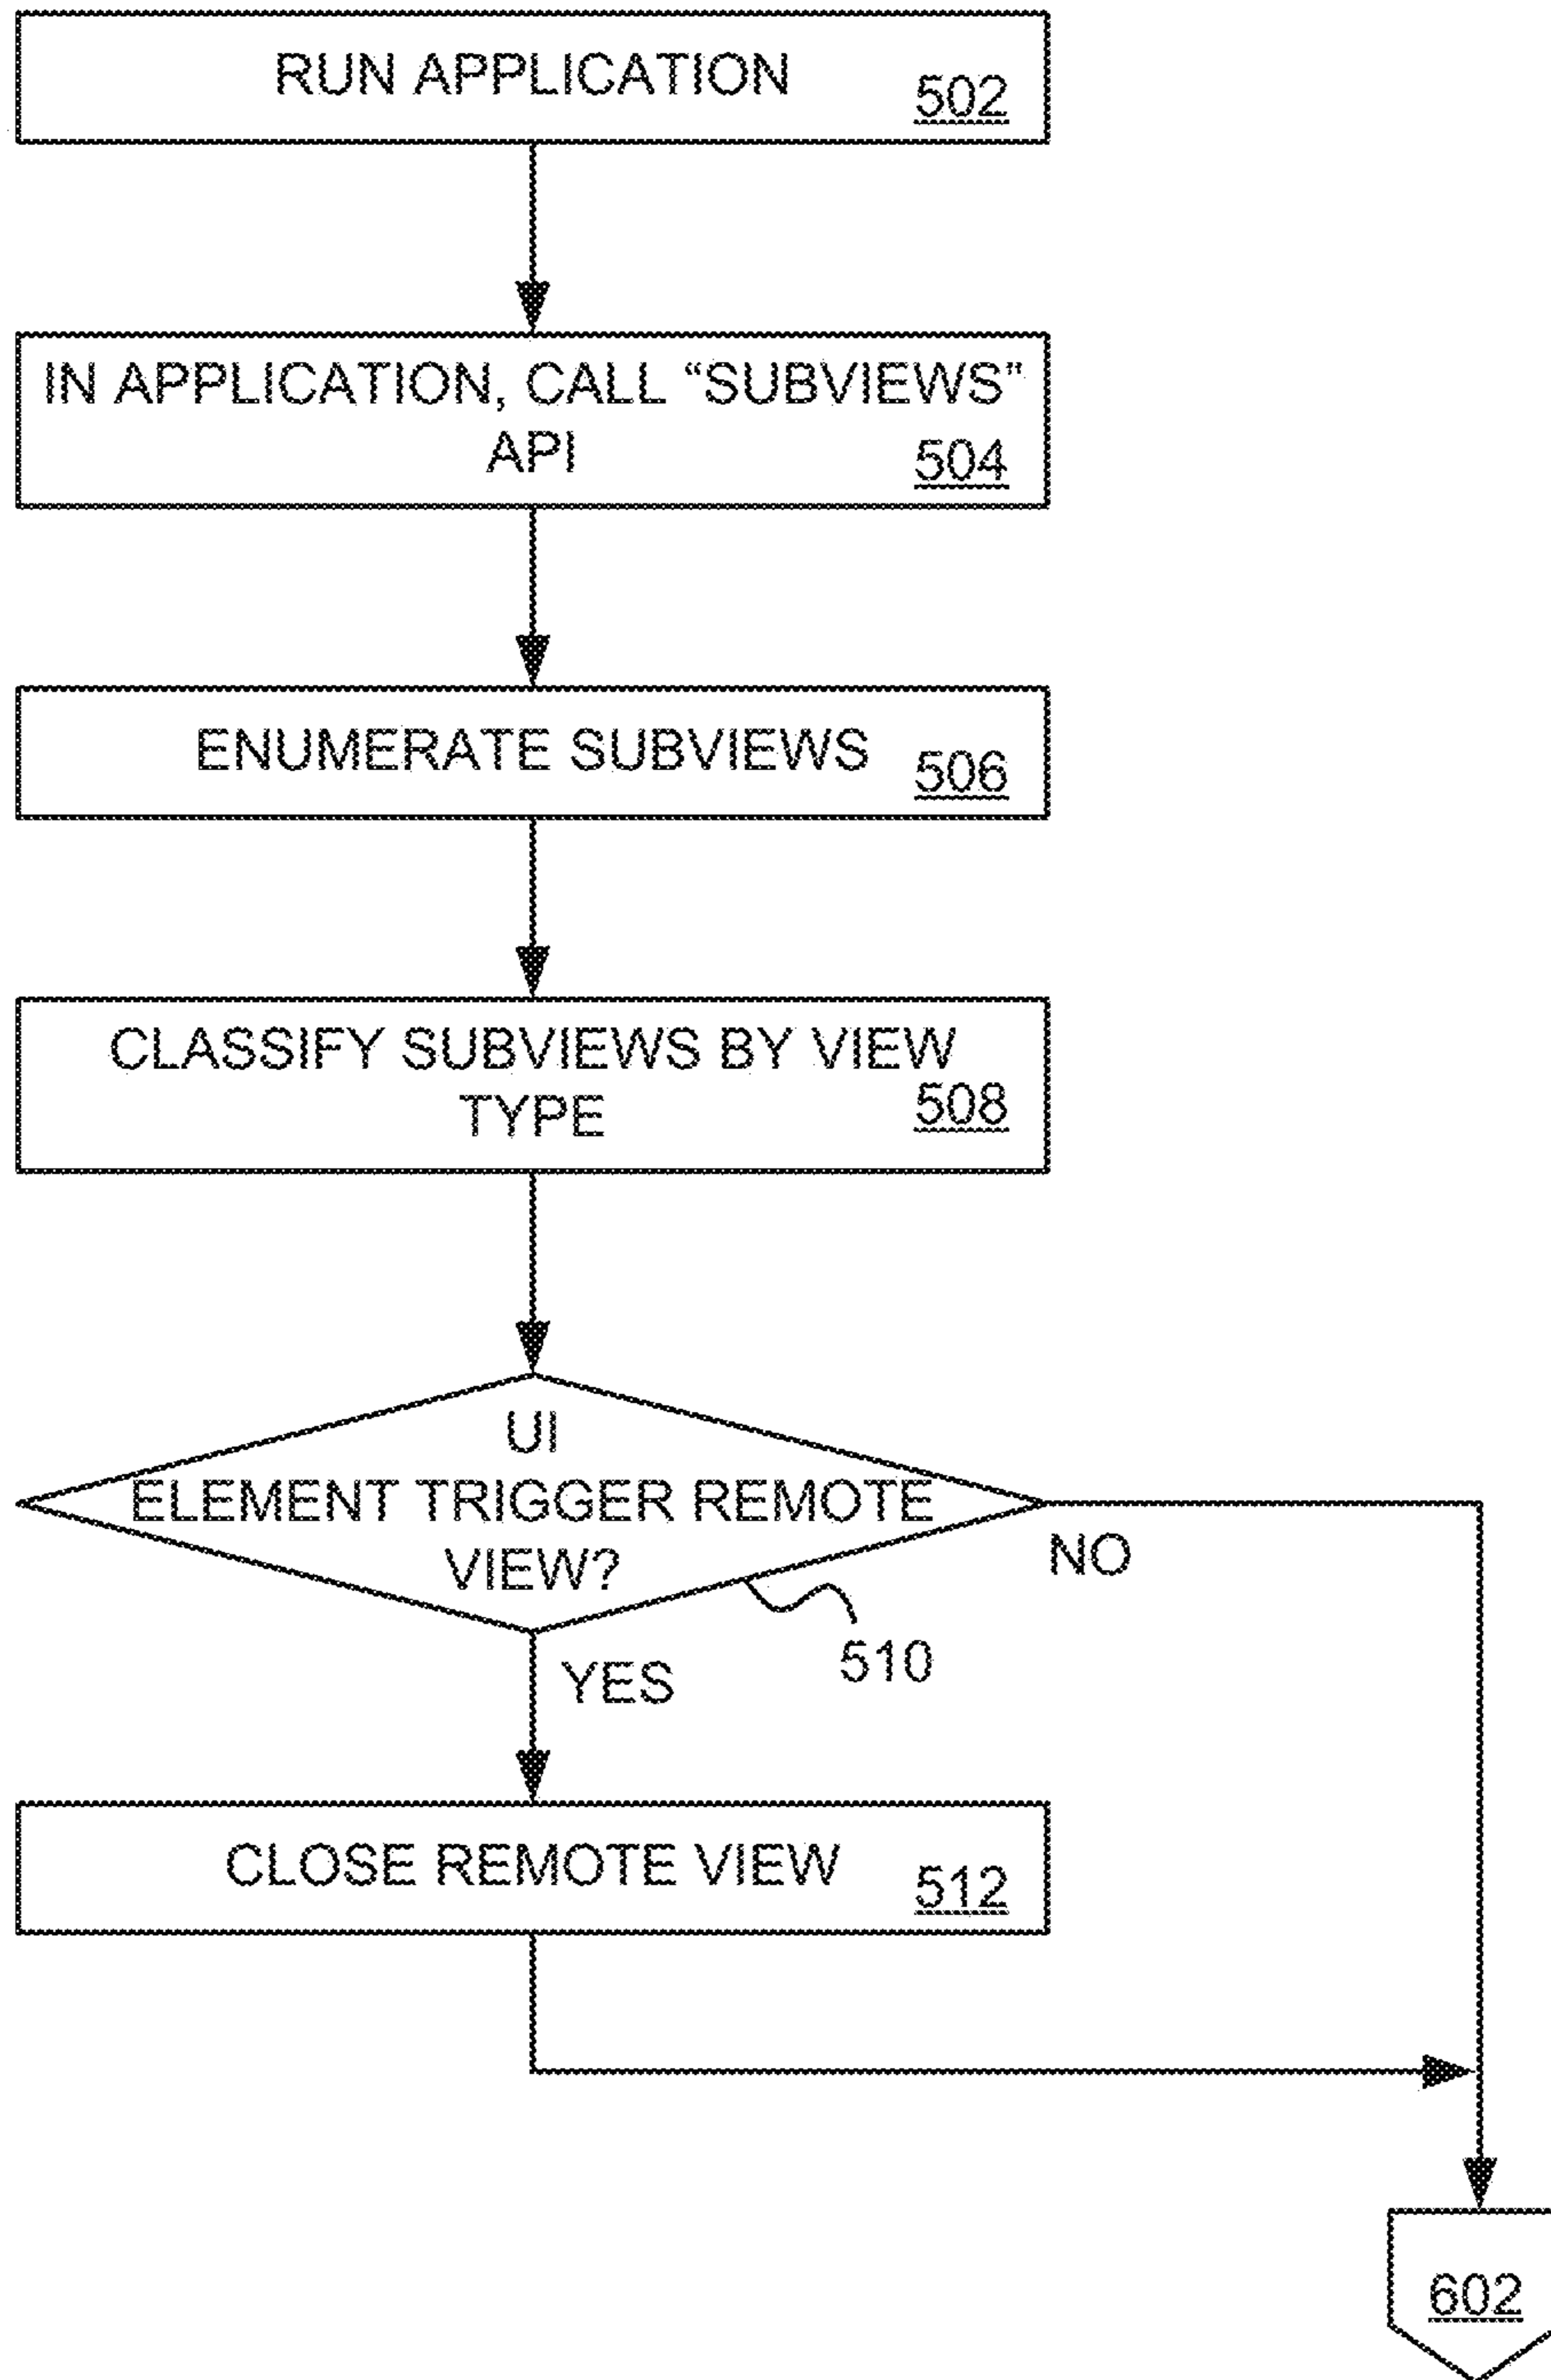 RUN APPLICATION
502
IN APPLICATION, CALL “SUBVIEWS”
API
504
ENUMERATE SUBVIEWS
506
CLASSIFY SUBVIEWS BY VIEW
TYPE
508
UI
ELEMENT TRIGGER REMOTE
VIEW?
NO
510
YES
CLOSE REMOTE VIEW
512
602